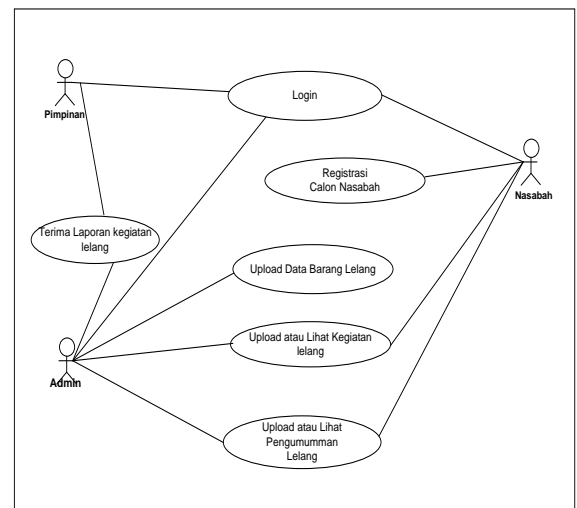 Pimpinan
Login
Registrasi
Calon Nasabah
Nasabah
Terima Laporan kegiatan
lelang
Upload Data Barang Lelang
Upload atau Lihat Kegiatan
lelang
Admin
Upload atau Lihat
Pengumumman
Lelang